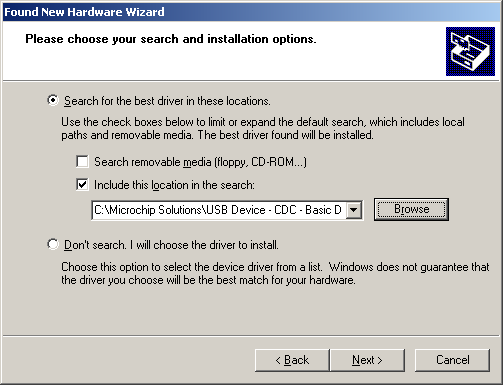 Found New Hardware Wizard
Please choose your search and installation options.
Search for the best driver in these locations.
Use the check boxes below to limit or expand the default search, which includes local
paths and removable media. The best driver found will be installed.
Search removable media (floppy, CD-ROM...)
Include this location in the search:
C:\Microchip Solutions\USB Device - CDC - Basic D
Browse
Don't search. I will choose the driver to install.
Choose this option to select the device driver from a list. Windows does not guarantee that
the driver you choose will be the best match for your hardware.
< Back
Next >
Cancel